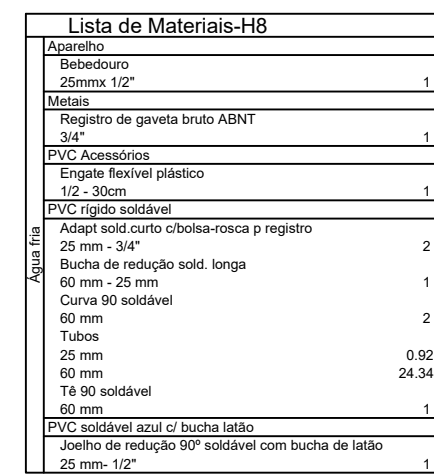 Lista de Materiais-H8
Água fria
Aparelho
Bebedouro
25mmx 1/2" 1
Metais
Registro de gaveta bruto ABNT
3/4" 1
PVC Acessórios
Engate flexível plástico
1/2 - 30cm 1
PVC rígido soldável
Adapt sold.curto c/bolsa-rosca p registro
25 mm - 3/4" 2
Bucha de redução sold. longa
60 mm - 25 mm 1
Curva 90 soldável
60 mm 2
Tubos
25 mm 0.92
60 mm 24.34
Tê 90 soldável
60 mm 1
PVC soldável azul c/ bucha latão
Joelho de redução 90º soldável com bucha de latão
25 mm- 1/2" 1